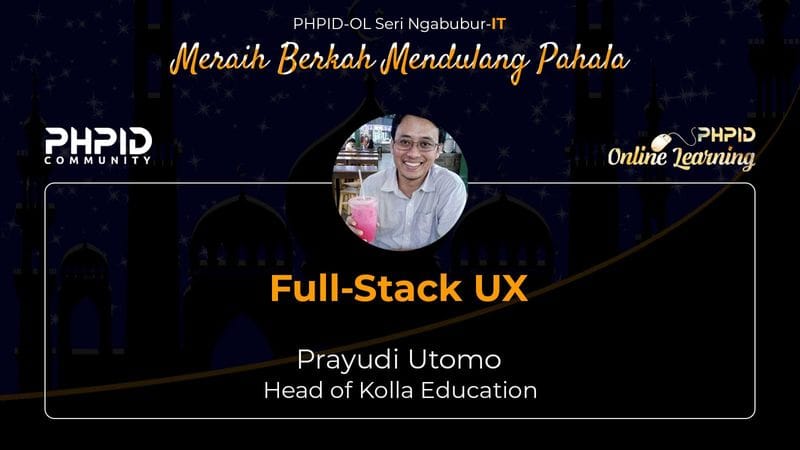 PHPID-OL Seri Ngabubur-IT
Meraih Berkah Mendulang Pahala
PHPID
COMMUNITY
PHPID
Online Learning
Full-Stack UX
Prayudi Utomo
Head of Kolla Education